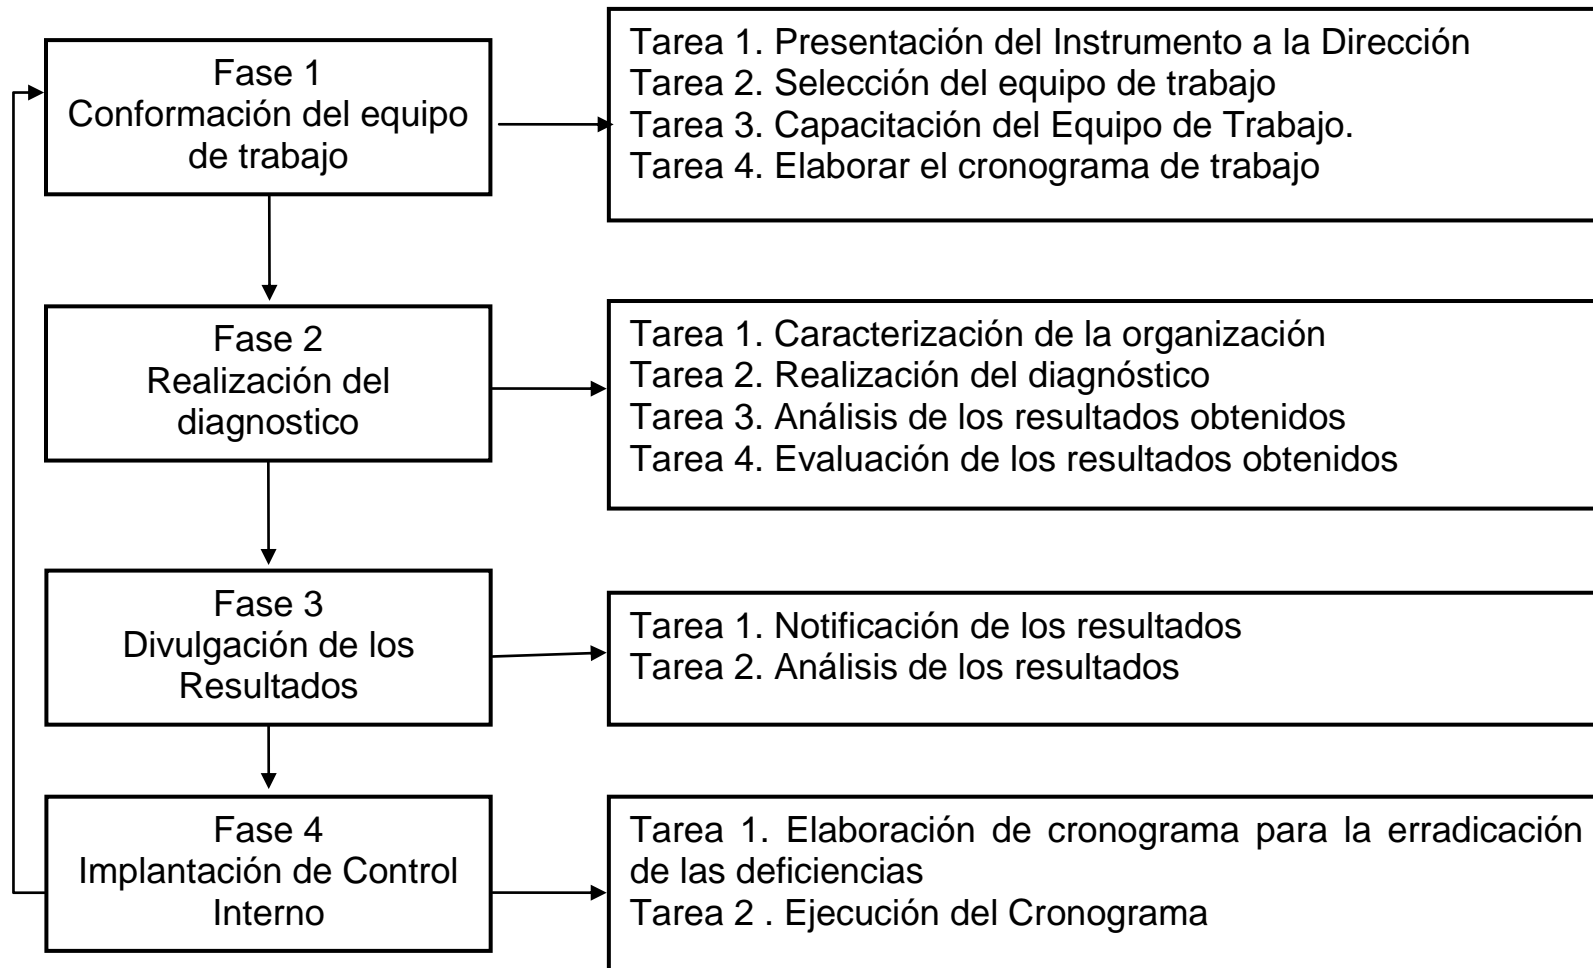 Fase 1
Conformación del equipo
de trabajo
Tarea 1. Presentación del Instrumento a la Dirección
Tarea 2. Selección del equipo de trabajo
Tarea 3. Capacitación del Equipo de Trabajo.
Tarea 4. Elaborar el cronograma de trabajo
Fase 2
Realización del
diagnostico
Tarea 1. Caracterización de la organización
Tarea 2. Realización del diagnóstico
Tarea 3. Análisis de los resultados obtenidos
Tarea 4. Evaluación de los resultados obtenidos
Fase 3
Divulgación de los
Resultados
Tarea 1. Notificación de los resultados
Tarea 2. Análisis de los resultados
Fase 4
Implantación de Control
Interno
Tarea 1. Elaboración de cronograma para la erradicación
de las deficiencias
Tarea 2 . Ejecución del Cronograma